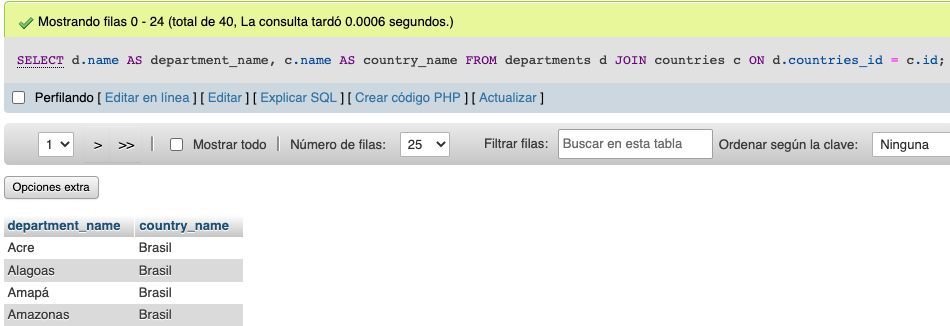 Mostrando filas 0 - 24 (total de 40, La consulta tardó 0.0006 segundos.)
SELECT d.name AS department_name, c.name AS country_name FROM departments d JOIN countries c ON d.countries_id = c.id;
Perfilando [ Editar en línea ] [ Editar ] [ Explicar SQL ] [ Crear código PHP ] [ Actualizar ]
1 > >> | Mostrar todo | Número de filas: 25 Filtrar filas: Buscar en esta tabla Ordenar según la clave: Ninguna
Opciones extra
department_name country_name
Acre Brasil
Alagoas Brasil
Amapá Brasil
Amazonas Brasil